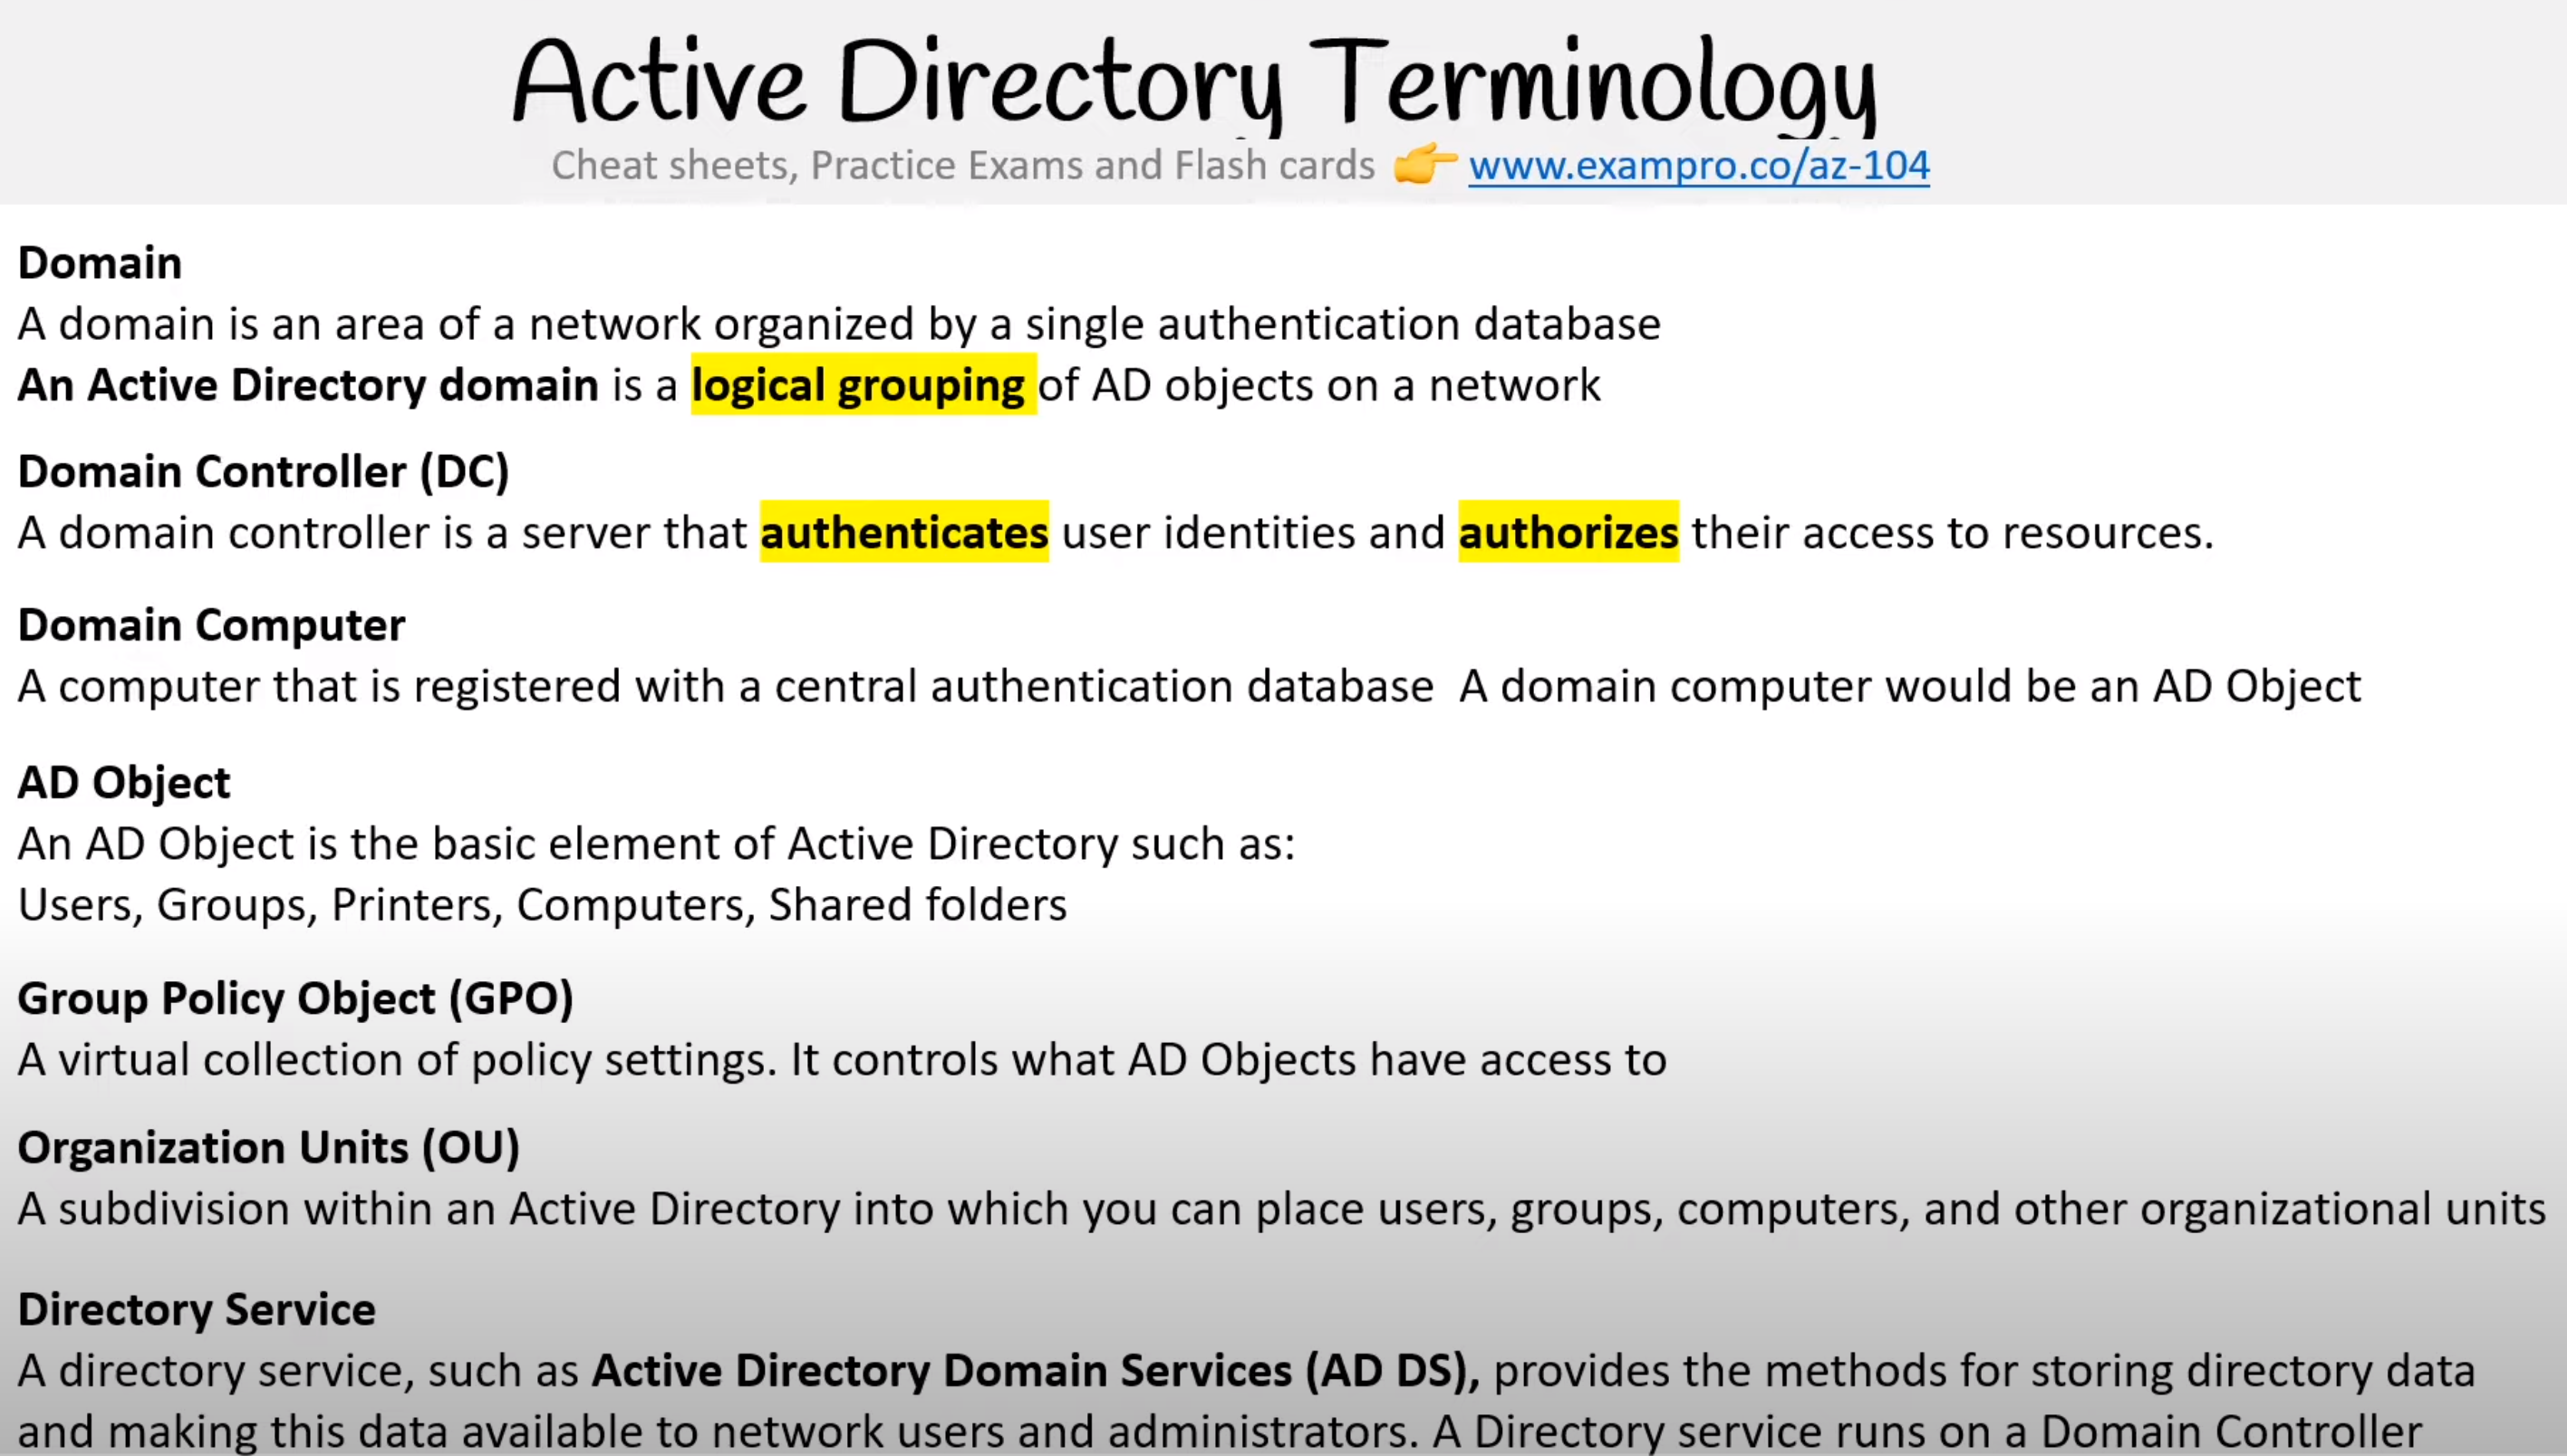 Active Directory Terminology
Cheat sheets, Practice Exams and Flash cards 👉 www.exampro.co/az-104
Domain
A domain is an area of a network organized by a single authentication database
An Active Directory domain is a logical grouping of AD objects on a network
Domain Controller (DC)
A domain controller is a server that authenticates user identities and authorizes their access to resources.
Domain Computer
A computer that is registered with a central authentication database  A domain computer would be an AD Object
AD Object
An AD Object is the basic element of Active Directory such as:
Users, Groups, Printers, Computers, Shared folders
Group Policy Object (GPO)
A virtual collection of policy settings. It controls what AD Objects have access to
Organization Units (OU)
A subdivision within an Active Directory into which you can place users, groups, computers, and other organizational units
Directory Service
A directory service, such as Active Directory Domain Services (AD DS), provides the methods for storing directory data
and making this data available to network users and administrators. A Directory service runs on a Domain Controller